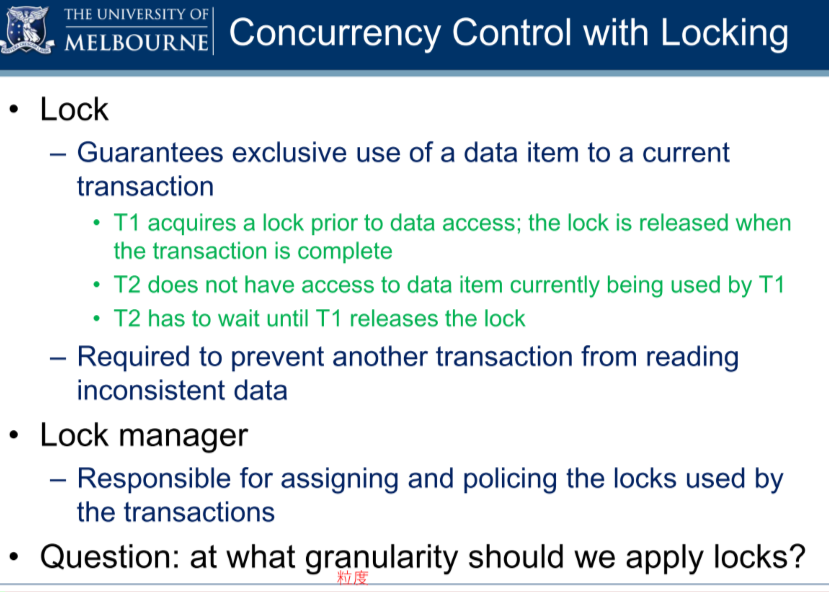 THE UNIVERSITY OF
MELBOURNE
Concurrency Control with Locking
• Lock
– Guarantees exclusive use of a data item to a current
transaction
• T1 acquires a lock prior to data access; the lock is released when
the transaction is complete
• T2 does not have access to data item currently being used by T1
• T2 has to wait until T1 releases the lock
– Required to prevent another transaction from reading
inconsistent data
• Lock manager
– Responsible for assigning and policing the locks used by
the transactions
• Question: at what granularity should we apply locks?
粒度